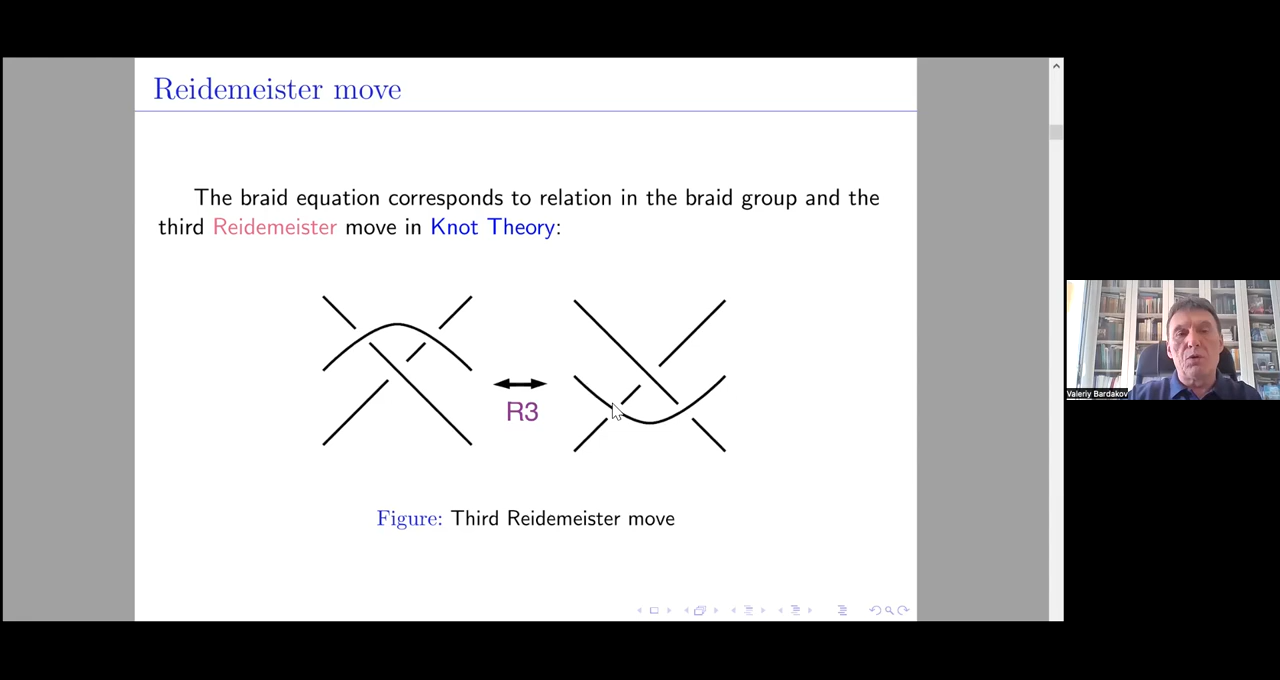 Reidemeister move
The braid equation corresponds to relation in the braid group and the
third Reidemeister move in Knot Theory:
R3
Figure: Third Reidemeister move
Valeriy Bardakov